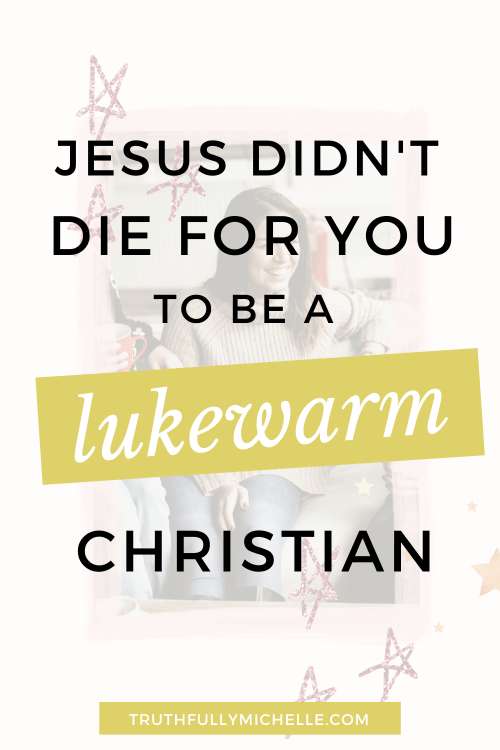 JESUS DIDN'T
DIE FOR YOU
TO BE A
lukewarm
CHRISTIAN
TRUTHFULLYMICHELLE.COM